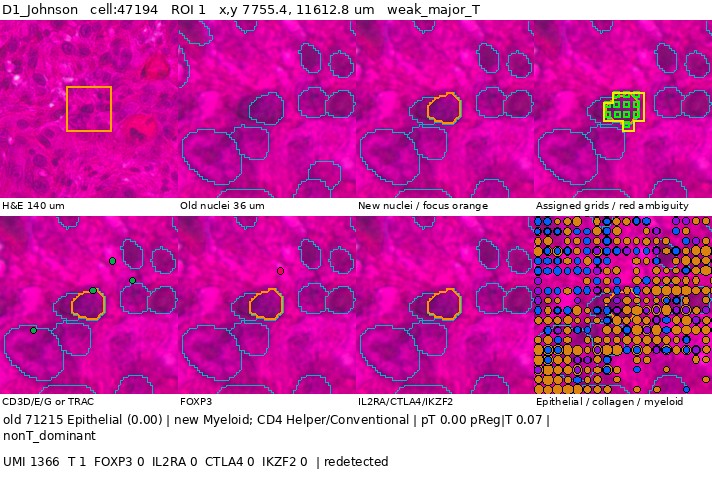 D1_Johnson cell:47194 ROI 1 x,y 7755.4, 11612.8 um weak_major_T
H&E 140 um
Old nuclei 36 um
New nuclei / focus orange
Assigned grids / red ambiguity
CD3D/E/G or TRAC
FOXP3
IL2RA/CTLA4/IKZF2
Epithelial / collagen / myeloid
old 71215 Epithelial (0.00) | new Myeloid; CD4 Helper/Conventional | pT 0.00 pReg|T 0.07 |
nonT_dominant
UMI 1366 T 1 FOXP3 0 IL2RA 0 CTLA4 0 IKZF2 0 | redetected